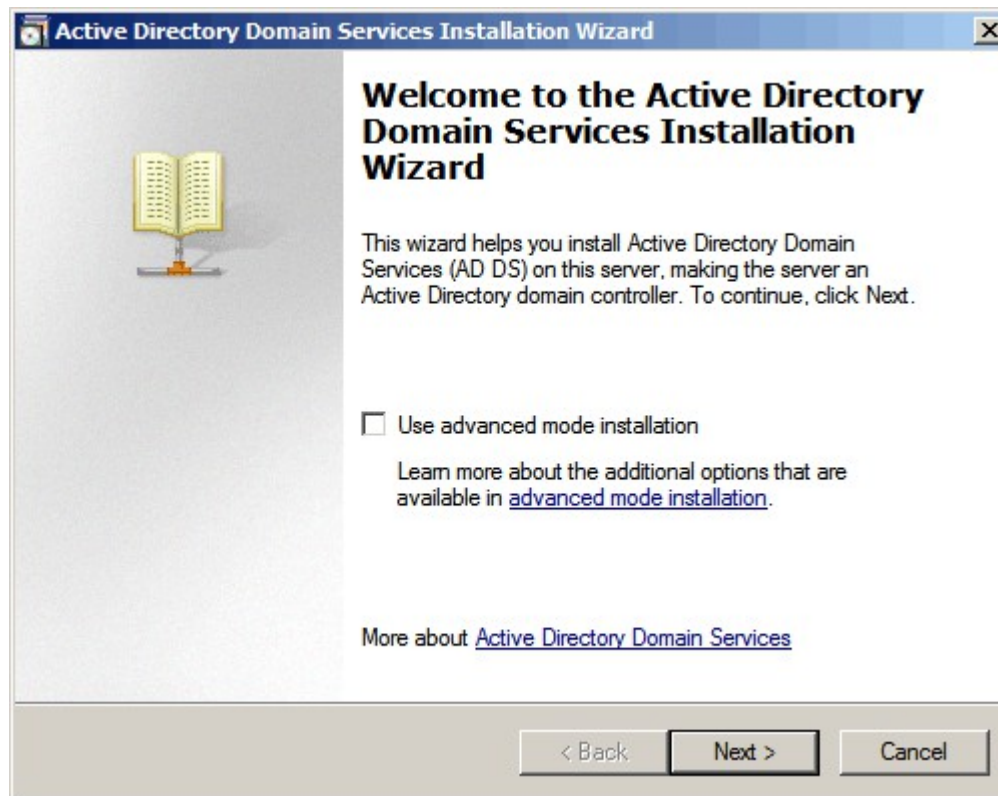 Active Directory Domain Services Installation Wizard
Welcome to the Active Directory
Domain Services Installation
Wizard
This wizard helps you install Active Directory Domain
Services (AD DS) on this server, making the server an
Active Directory domain controller. To continue, click Next.
Use advanced mode installation
Learn more about the additional options that are
available in advanced mode installation.
More about Active Directory Domain Services
< Back
Next >
Cancel